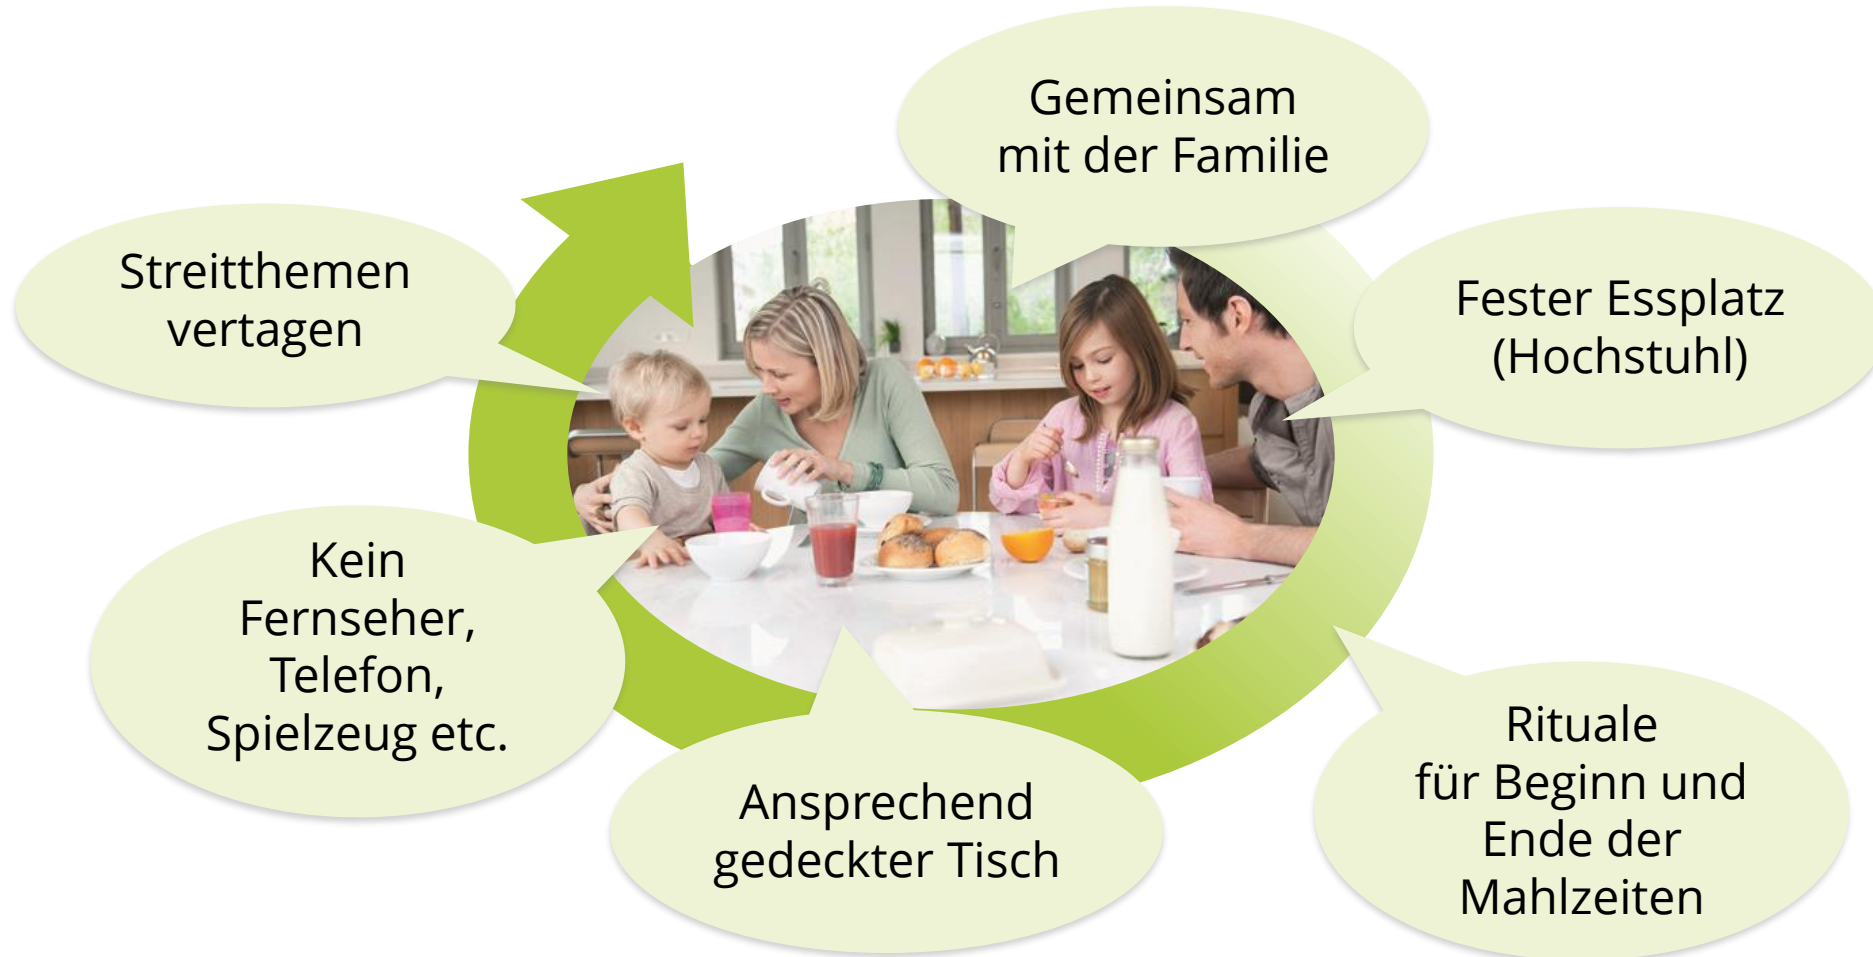 Gemeinsam
mit der Familie
Fester Essplatz
(Hochstuhl)
Rituale
für Beginn und
Ende der
Mahlzeiten
Ansprechend
gedeckter Tisch
Kein
Fernseher,
Telefon,
Spielzeug etc.
Streitthemen
vertagen